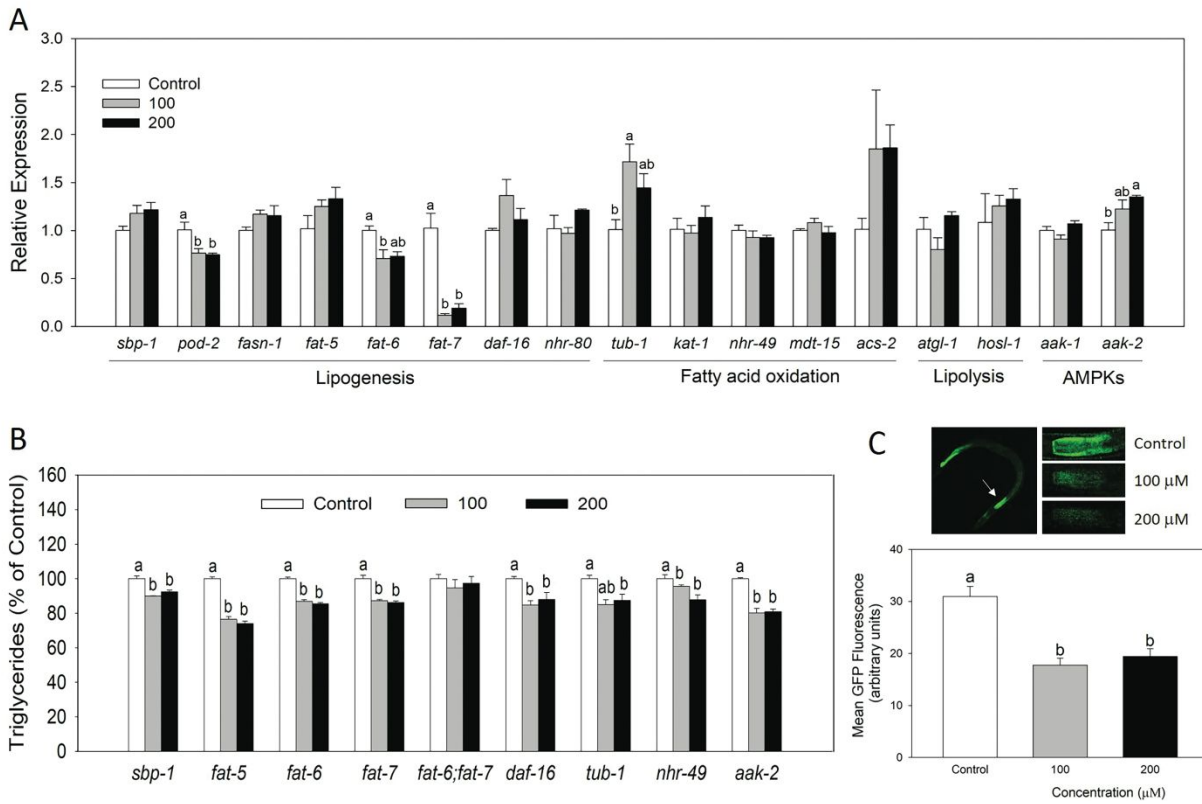 A
Relative Expression
3.0
2.5
2.0
1.5
1.0
0.5
0.0
Control
100
200
a
b
b
a
b
ab
a
b
b
b
a
ab
b
ab
a
sbp-1 pod-2 fasn-1 fat-5 fat-6 fat-7 daf-16 nhr-80 tub-1 kat-1 nhr-49 mdt-15 acs-2 atgl-1 hosl-1 aak-1 aak-2
Lipogenesis Fatty acid oxidation Lipolysis AMPKs
B
Triglycerides (% of Control)
160
140
120
100
80
60
40
20
0
Control 100 200
a b b a b b a b b a b b a b b a ab b a b b a b b
sbp-1 fat-5 fat-6 fat-7 fat-6;fat-7 daf-16 tub-1 nhr-49 aak-2
C
Control
100 μM
200 μM
Mean GFP Fluorescence
(arbitrary units)
40
30
20
10
0
a
b
b
Control 100 200
Concentration (μM)